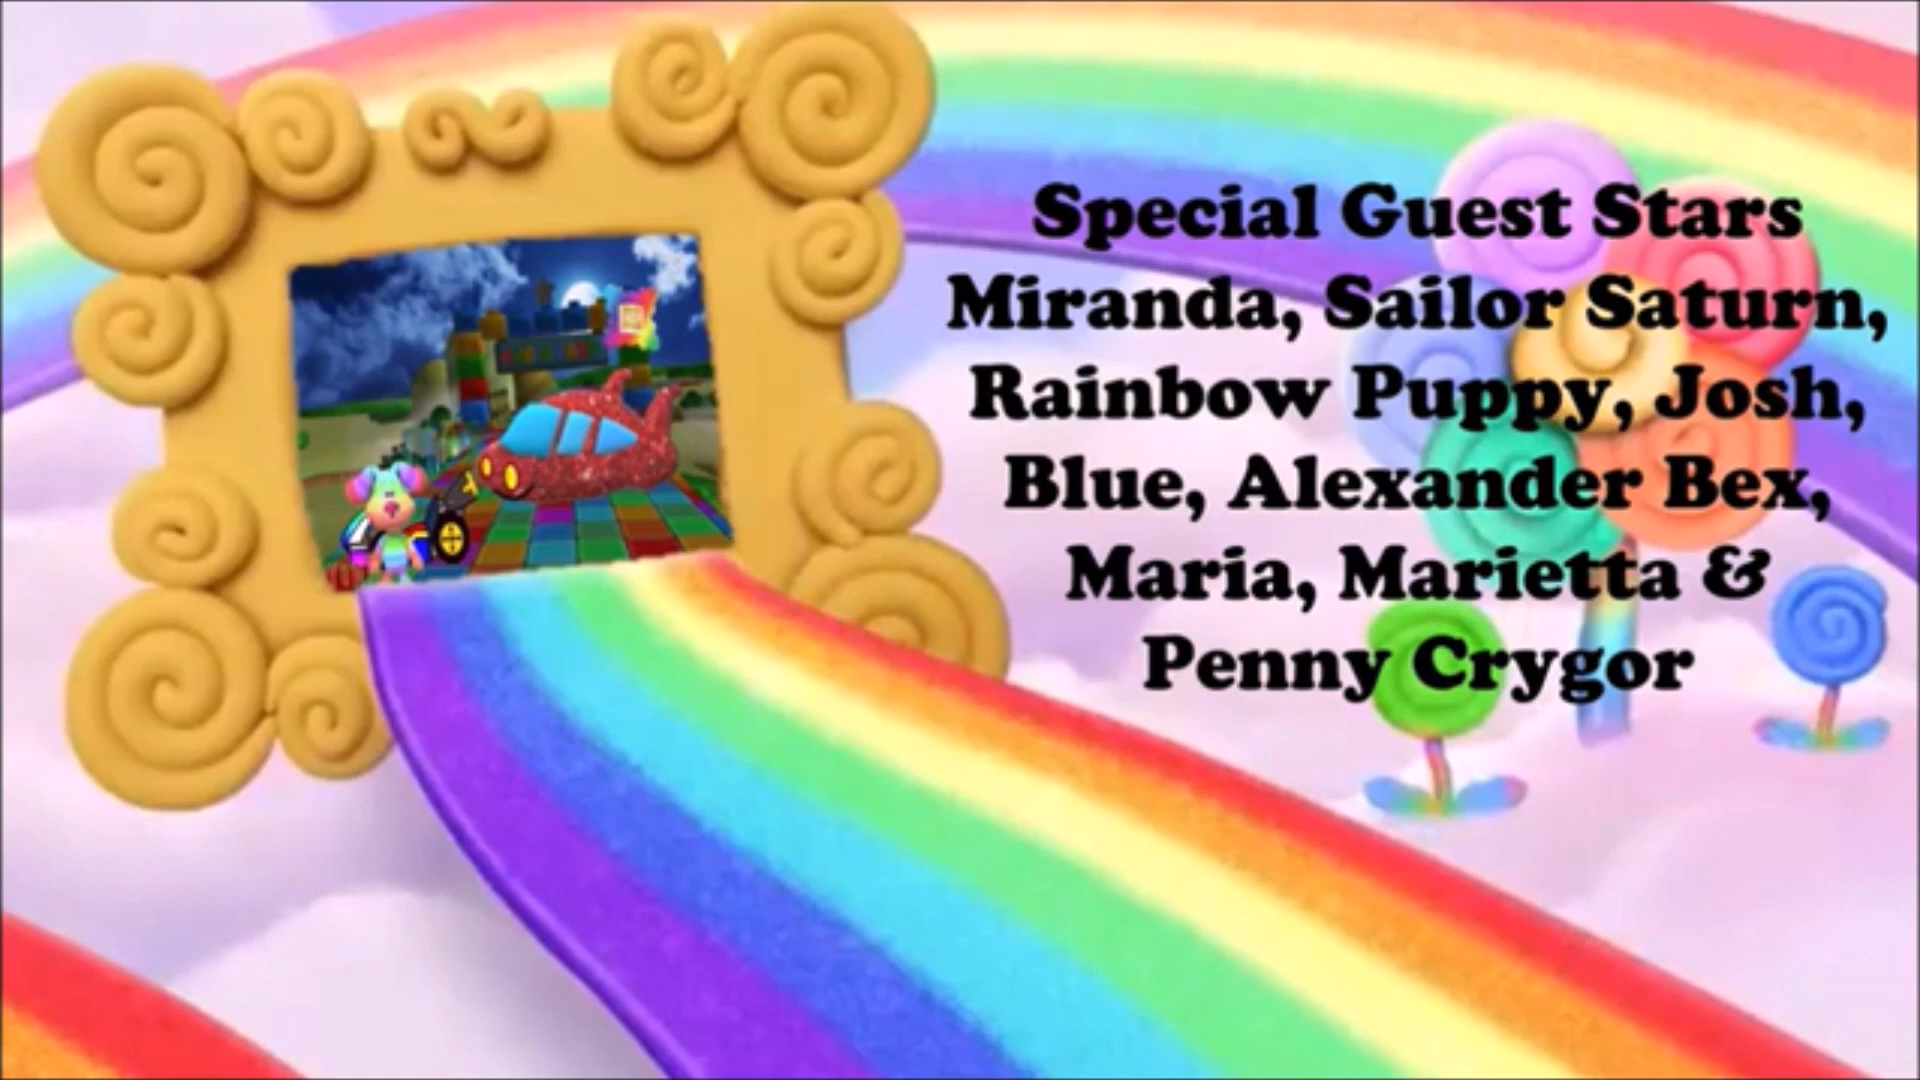 Special Guest Stars
Miranda, Sailor Saturn,
Rainbow Puppy, Josh,
Blue, Alexander Bex,
Maria, Marietta &
Penny Crygor